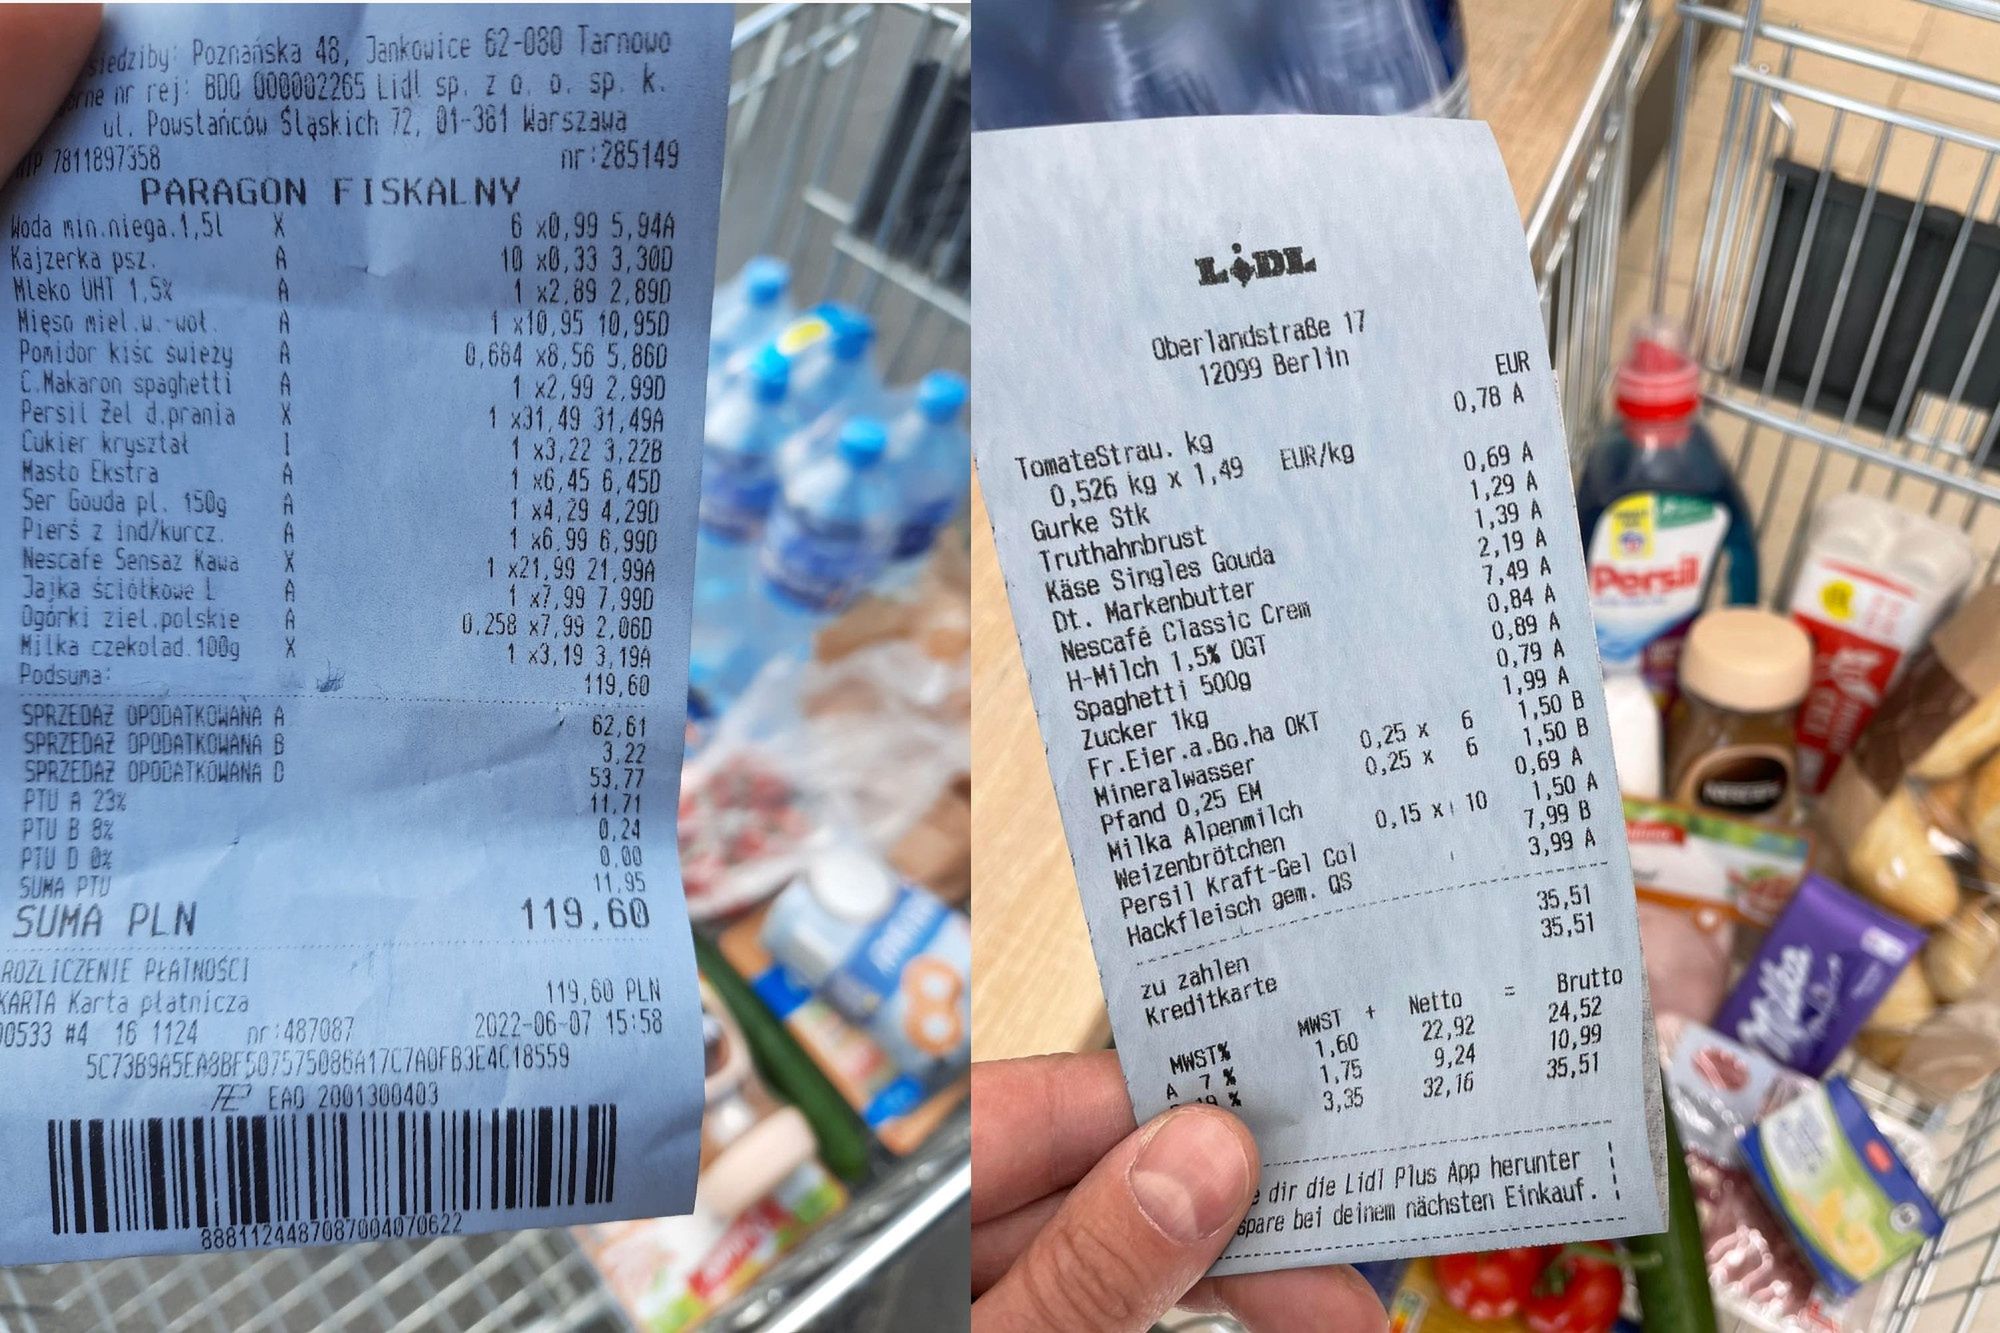 siedziby: Poznańska 48, Jankowice 62-080 Tarnowo
nr rej: BDO 000002265 Lidl sp. z o. o. sp. k.
ul. Powstańców Śląskich 72, 01-381 Warszawa
NIP 7811897358 nr:285149
PARAGON FISKALNY
Woda min.niega.1,5l X 6 x0,99 5,94A
Kajzerka psz. A 10 x0,33 3,30D
Mleko UHT 1,5% A 1 x2,89 2,89D
Mięso miel.w.-woł. A 1 x10,95 10,95D
Pomidor kiść świeży A 0,684 x8,56 5,86D
C.Makaron spaghetti A 1 x2,99 2,99D
Persil Żel d.prania X 1 x31,49 31,49A
Cukier kryształ I 1 x3,22 3,22B
Masło Ekstra A 1 x6,45 6,45D
Ser Gouda pl. 150g A 1 x4,29 4,29D
Pierś z ind/kurcz. A 1 x6,99 6,99D
Nescafe Sensaz Kawa X 1 x21,99 21,99A
Jajka ściółkowe L A 1 x7,99 7,99D
Ogórki ziel.polskie A 0,258 x7,99 2,06D
Milka czekolad.100g X 1 x3,19 3,19A
Podsuma: 119,60
SPRZEDAŻ OPODATKOWANA A 62,61
SPRZEDAŻ OPODATKOWANA B 3,22
SPRZEDAŻ OPODATKOWANA D 53,77
PTU A 23% 11,71
PTU B 8% 0,24
PTU D 0% 0,00
SUMA PTU 11,95
SUMA PLN 119,60
ROZLICZENIE PŁATNOŚCI
KARTA Karta płatnicza 119,60 PLN
00533 #4 16 1124 nr:487087 2022-06-07 15:58
5C73B9A5EA8BF507575086A17C7A0FB3E4C18559
EAO 2001300403
888112448708700407062​2
LIDL
Oberlandstraße 17
12099 Berlin
EUR
TomateStrau. kg 0,78 A
0,526 kg x 1,49 EUR/kg
Gurke Stk 0,69 A
Truthahnbrust 1,29 A
Käse Singles Gouda 1,39 A
Dt. Markenbutter 2,19 A
Nescafé Classic Crem 7,49 A
H-Milch 1,5% OGT 0,84 A
Spaghetti 500g 0,89 A
Zucker 1kg 0,79 A
Fr.Eier.a.Bo.ha OKT 1,99 A
Mineralwasser 0,25 x 6 1,50 B
Pfand 0,25 EM 0,25 x 6 1,50 B
Milka Alpenmilch 0,69 A
Weizenbrötchen 0,15 x 10 1,50 A
Persil Kraft-Gel Col 7,99 B
Hackfleisch gem. QS 3,99 A
zu zahlen 35,51
Kreditkarte 35,51
MWST% MWST + Netto = Brutto
A 7 % 1,60 22,92 24,52
19 % 1,75 9,24 10,99
3,35 32,16 35,51
dir die Lidl Plus App herunter
spare bei deinem nächsten Einkauf.
Persil
NESCAFÉ
Milka